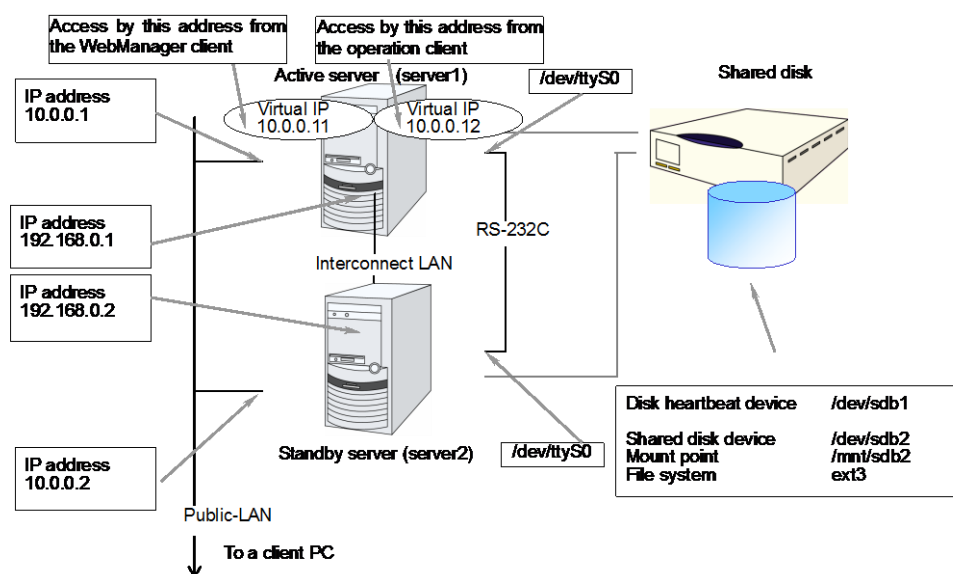 Access by this address from
the WebManager client
Access by this address from
the operation client
Active server (server1)
/dev/ttyS0
Shared disk
IP address
10.0.0.1
Virtual IP
10.0.0.11
Virtual IP
10.0.0.12
IP address
192.168.0.1
RS-232C
Interconnect LAN
IP address
192.168.0.2
Disk heartbeat device /dev/sdb1
Shared disk device /dev/sdb2
Mount point /mnt/sdb2
File system ext3
Standby server (server2)
/dev/ttyS0
IP address
10.0.0.2
Public-LAN
To a client PC